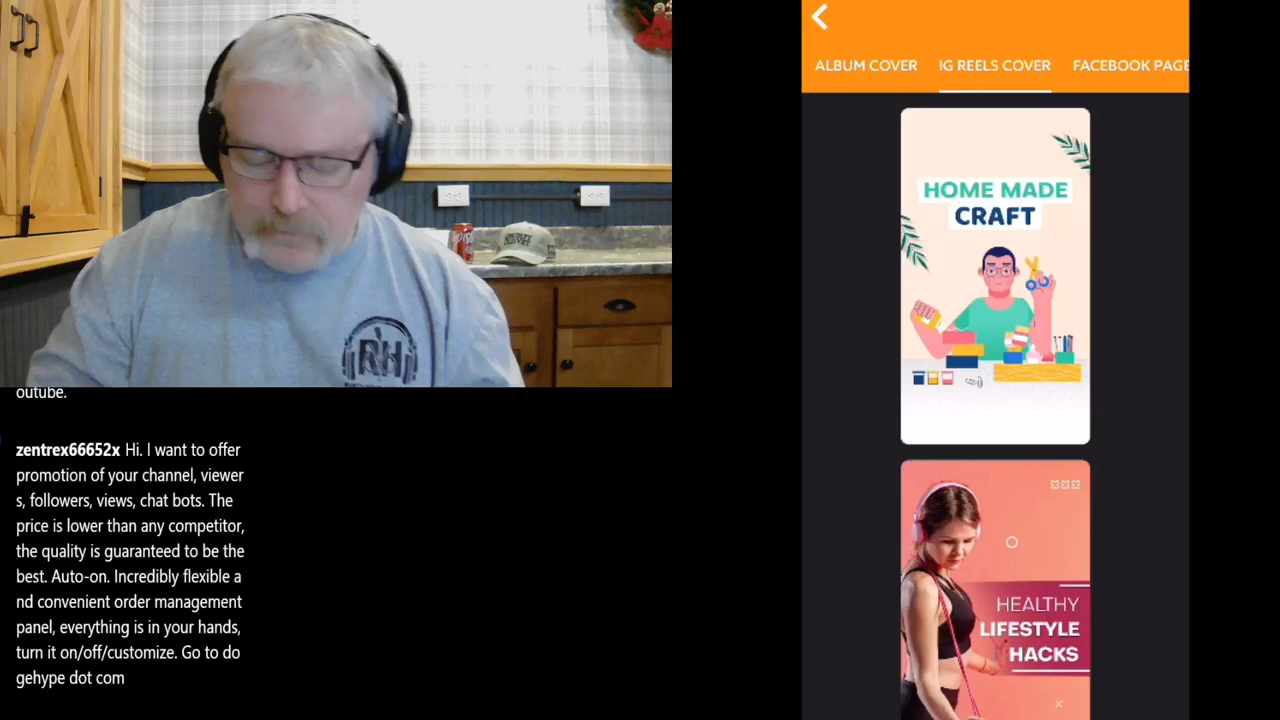 ALBUM COVER IG REELS COVER FACEBOOK PAGE
HOME MADE
CRAFT
RH
outube.
zentrex66652x Hi. I want to offer
promotion of your channel, viewer
s, followers, views, chat bots. The
price is lower than any competitor,
the quality is guaranteed to be the
best. Auto-on. Incredibly flexible a
nd convenient order management
panel, everything is in your hands,
turn it on/off/customize. Go to do
gehype dot com
HEALTHY
LIFESTYLE
HACKS